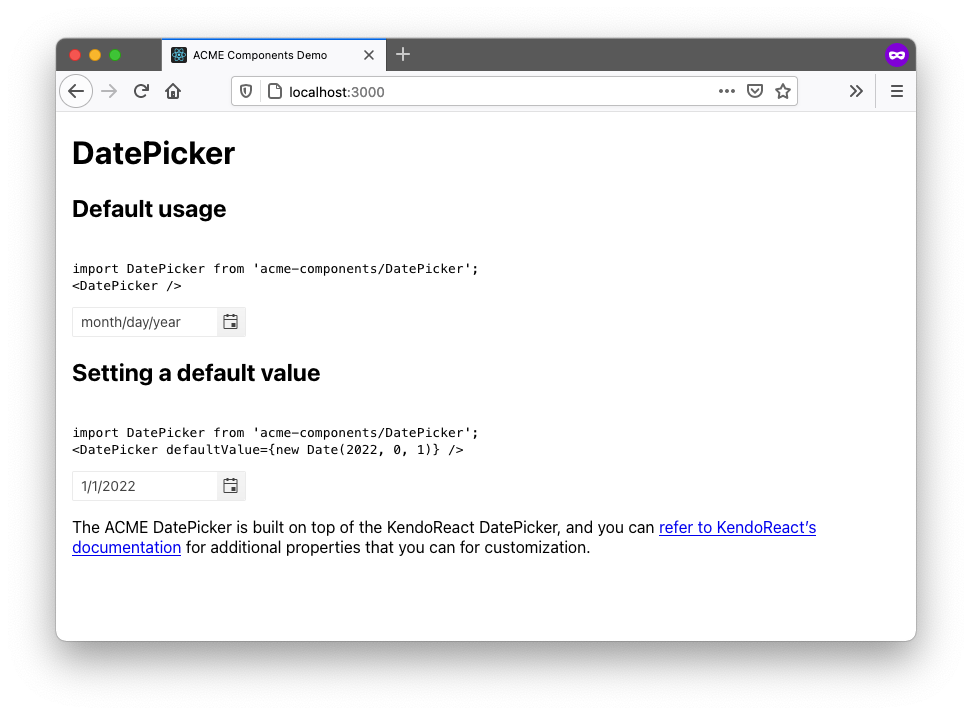 ACME Components Demo
localhost:3000
DatePicker
Default usage
import DatePicker from 'acme-components/DatePicker';
<DatePicker />
month/day/year
Setting a default value
import DatePicker from 'acme-components/DatePicker';
<DatePicker defaultValue={new Date(2022, 0, 1)} />
1/1/2022
The ACME DatePicker is built on top of the KendoReact DatePicker, and you can refer to KendoReact’s
documentation for additional properties that you can for customization.